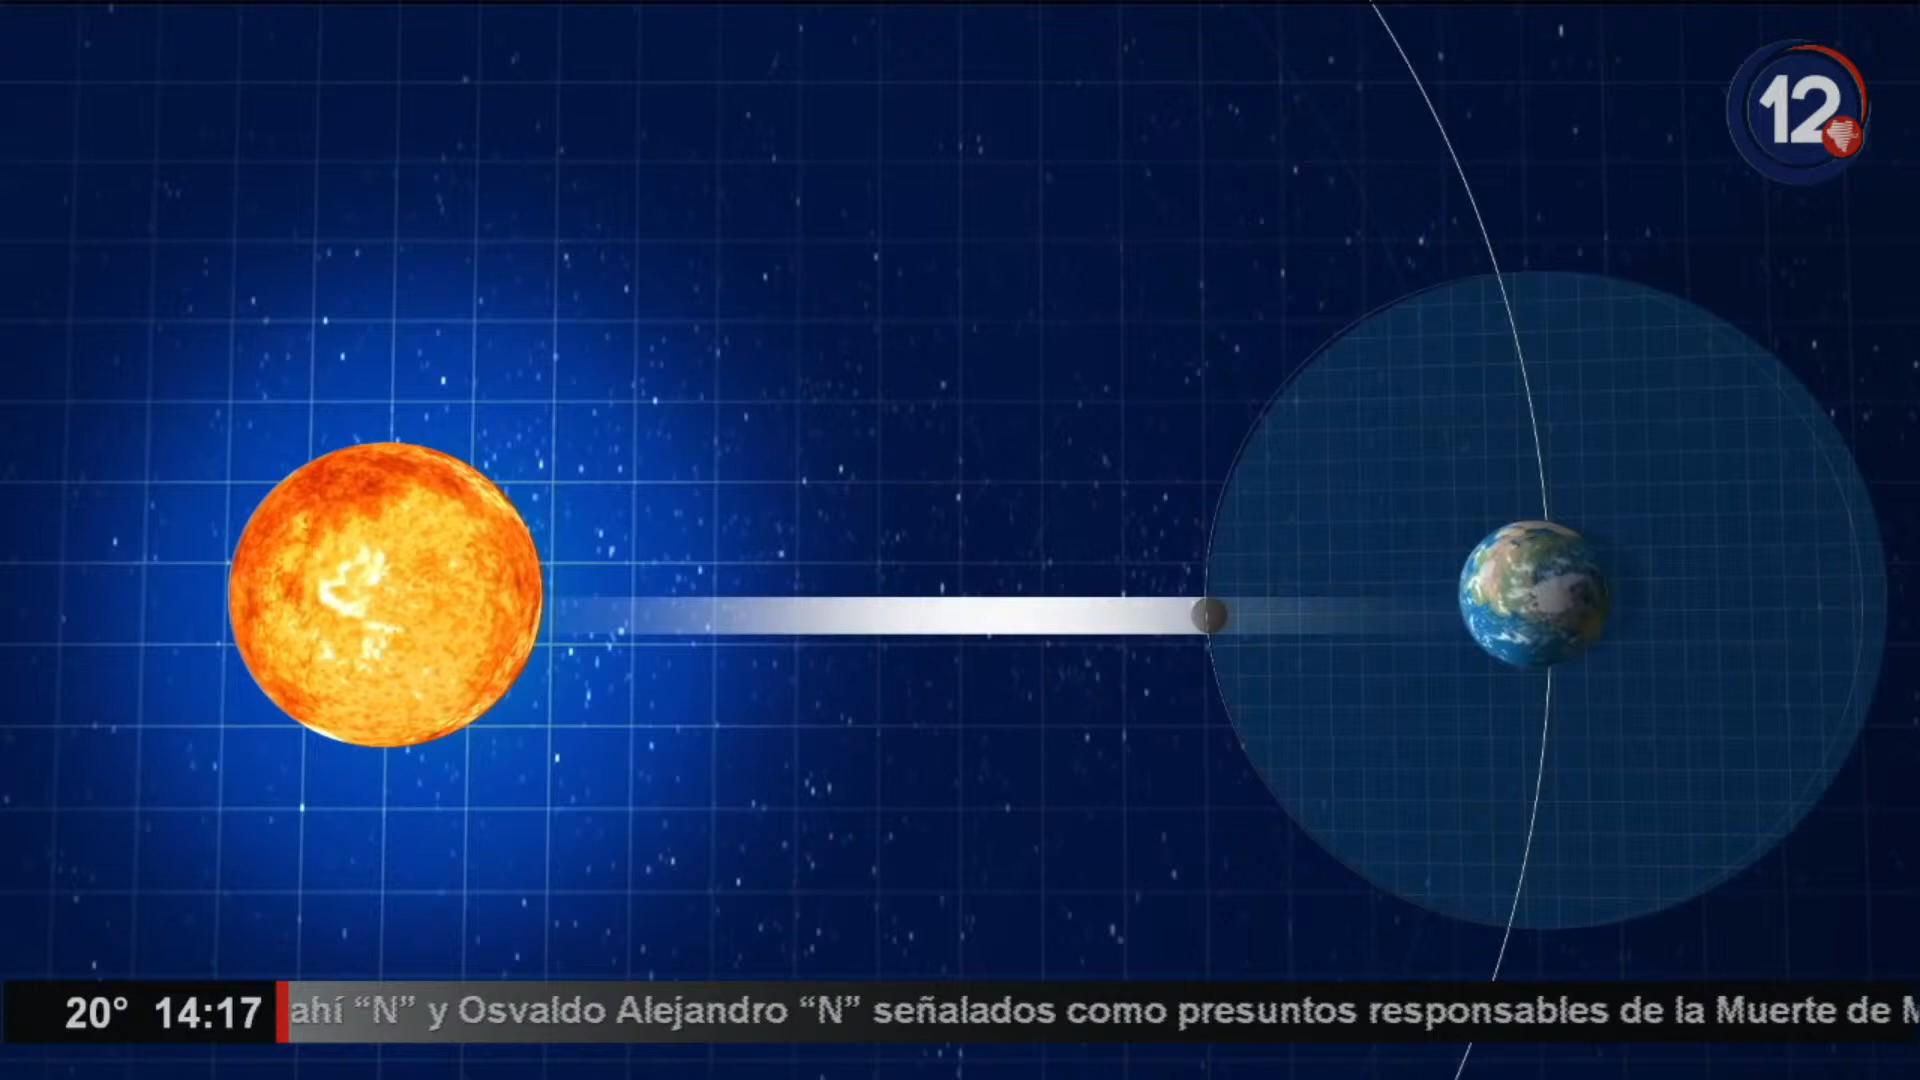 12
20° 14:17
ahí “N” y Osvaldo Alejandro “N” señalados como presuntos responsables de la Muerte de